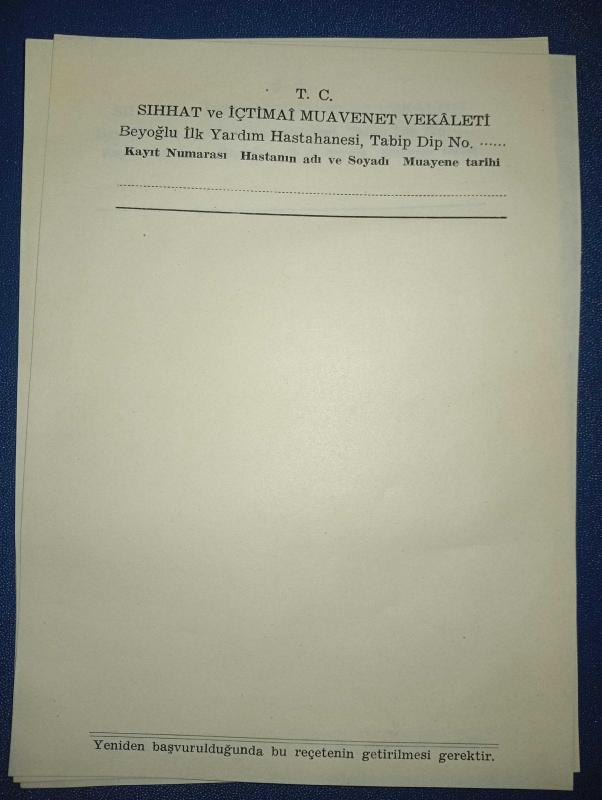 T. C.
SIHHAT ve İÇTİMAÎ MUAVENET VEKÂLETİ
Beyoğlu İlk Yardım Hastahanesi, Tabip Dip No. ......
Kayıt Numarası Hastanın adı ve Soyadı Muayene tarihi
Yeniden başvurulduğunda bu reçetenin getirilmesi gerektir.